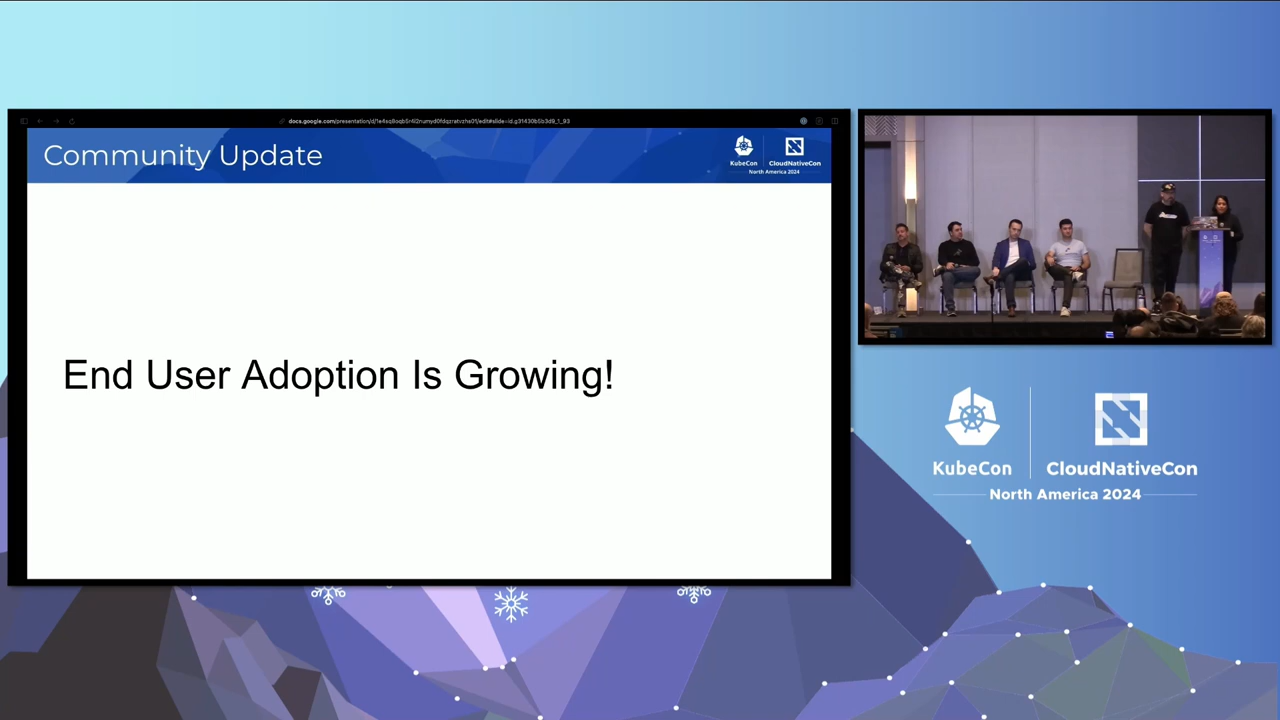 Community Update
KubeCon
CloudNativeCon
North America 2024
End User Adoption Is Growing!
KubeCon
CloudNativeCon
North America 2024